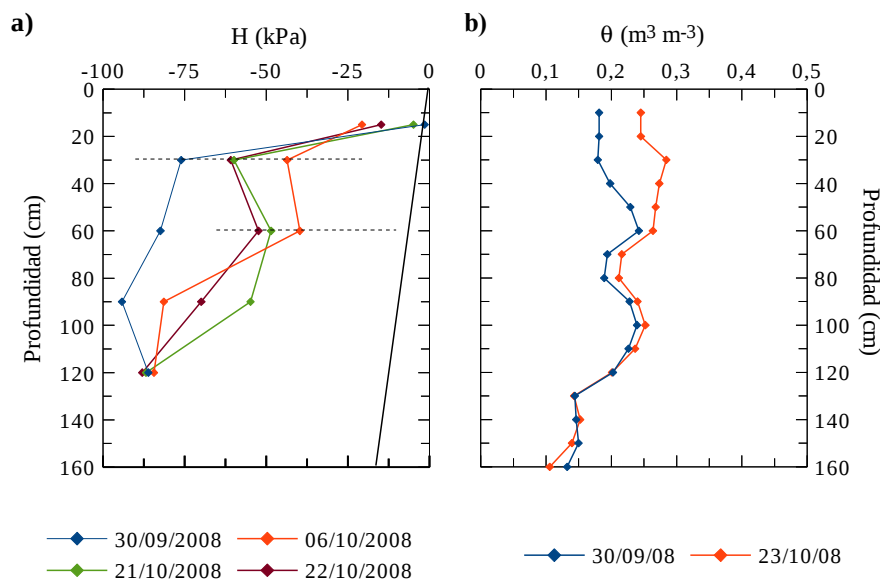 a)
H (kPa)
-100 -75 -50 -25 0
0
20
40
60
80
100
120
140
160
Profundidad (cm)
30/09/2008 06/10/2008
21/10/2008 22/10/2008
b)
θ (m³ m-³)
0 0,1 0,2 0,3 0,4 0,5
0
20
40
60
80
100
120
140
160
Profundidad (cm)
30/09/08 23/10/08